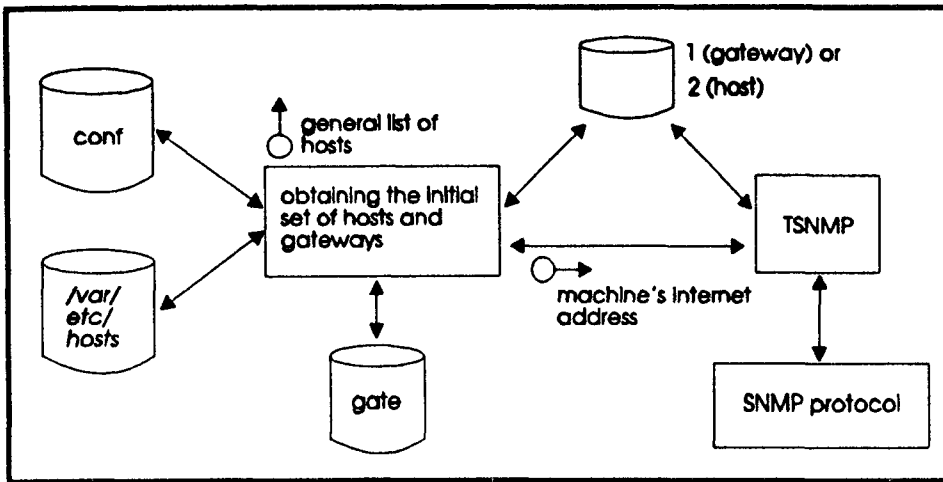 conf
general list of
hosts
1 (gateway) or
2 (host)
obtaining the initial
set of hosts and
gateways
TSNMP
/var/
etc/
hosts
machine's internet
address
gate
SNMP protocol